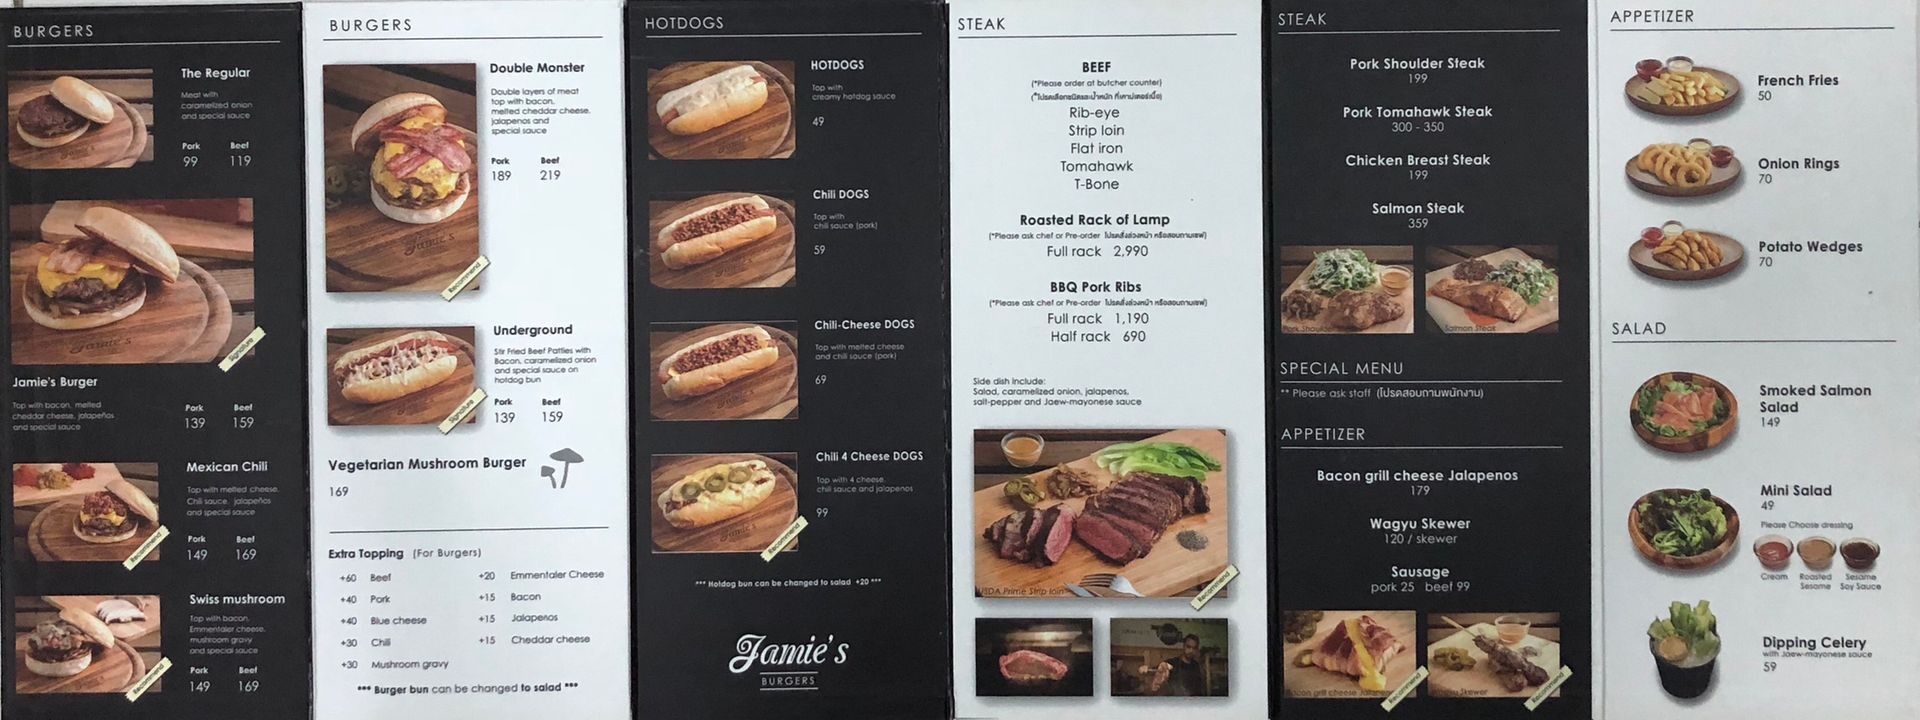 BURGERS
The Regular
Meat with
caramelized onion
and special sauce
Pork Beef
99 119
Signature
Jamie's Burger
Top with bacon, melted
cheddar cheese, jalapeños
and special sauce
Pork Beef
139 159
Mexican Chili
Top with melted cheese,
Chili sauce, jalapeños
and special sauce
Pork Beef
149 169
Recommend
Swiss mushroom
Top with bacon,
Emmentaler cheese,
mushroom gravy
and special sauce
Pork Beef
149 169
Recommend
BURGERS
Double Monster
Double layers of meat
top with bacon,
melted cheddar cheese,
jalapenos and
special sauce
Pork Beef
189 219
Jamie's
Recommend
Underground
Stir Fried Beef Patties with
Bacon, caramelized onion
and special sauce on
hotdog bun
Pork Beef
139 159
Signature
Vegetarian Mushroom Burger
169
Extra Topping (For Burgers)
+60 Beef
+40 Pork
+40 Blue cheese
+30 Chili
+30 Mushroom gravy
+20 Emmentaler Cheese
+15 Bacon
+15 Jalapenos
+15 Cheddar cheese
*** Burger bun can be changed to salad ***
HOTDOGS
HOTDOGS
Top with
creamy hotdog sauce
49
Chili DOGS
Top with
chili sauce (pork)
59
Chili-Cheese DOGS
Top with melted cheese
and chili sauce (pork)
69
Chili 4 Cheese DOGS
Top with 4 cheese,
chili sauce and jalapenos
99
Recommend
*** Hotdog bun can be changed to salad +20 ***
Jamie's
BURGERS
STEAK
BEEF
(*Please order at butcher counter)
(*โปรดเลือกชนิดและน้ำหนัก ที่เคาน์เตอร์เนื้อ)
Rib-eye
Strip loin
Flat iron
Tomahawk
T-Bone
Roasted Rack of Lamp
(*Please ask chef or Pre-order โปรดสั่งล่วงหน้า หรือสอบถามเชฟ)
Full rack 2,990
BBQ Pork Ribs
(*Please ask chef or Pre-order โปรดสั่งล่วงหน้า หรือสอบถามเชฟ)
Full rack 1,190
Half rack 690
Side dish Include:
Salad, caramelized onion, jalapenos,
salt-pepper and Jaew-mayonese sauce
USDA Prime Strip loin
Recommend
STEAK
Pork Shoulder Steak
199
Pork Tomahawk Steak
300 - 350
Chicken Breast Steak
199
Salmon Steak
359
Pork Shoulder Steak
Salmon Steak
SPECIAL MENU
** Please ask staff (โปรดสอบถามพนักงาน)
APPETIZER
Bacon grill cheese Jalapenos
179
Wagyu Skewer
120 / skewer
Sausage
pork 25 beef 99
Bacon grill cheese Jalapenos
Recommend
Wagyu Skewer
Recommend
APPETIZER
French Fries
50
Onion Rings
70
Potato Wedges
70
SALAD
Smoked Salmon
Salad
149
Mini Salad
49
Please Choose dressing
Cream
Roasted
Sesame
Sesame
Soy Sauce
Dipping Celery
with Jaew-mayonese sauce
59